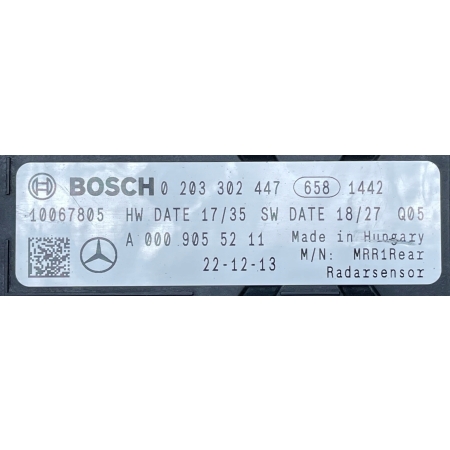 BOSCH 0 203 302 447 658 1442
10067805 HW DATE 17/35 SW DATE 18/27 Q05
A 000 905 52 11 Made in Hungary
22-12-13 M/N: MRR1Rear
Radarsensor